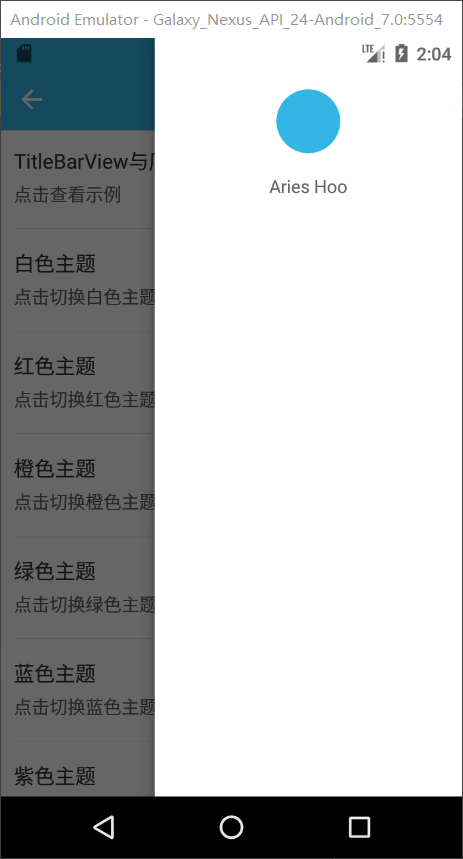 Android Emulator - Galaxy_Nexus_API_24-Android_7.0:5554
LTE 2:04
Aries Hoo
TitleBarView与
点击查看示例
白色主题
点击切换白色主题
红色主题
点击切换红色主题
橙色主题
点击切换橙色主题
绿色主题
点击切换绿色主题
蓝色主题
点击切换蓝色主题
紫色主题